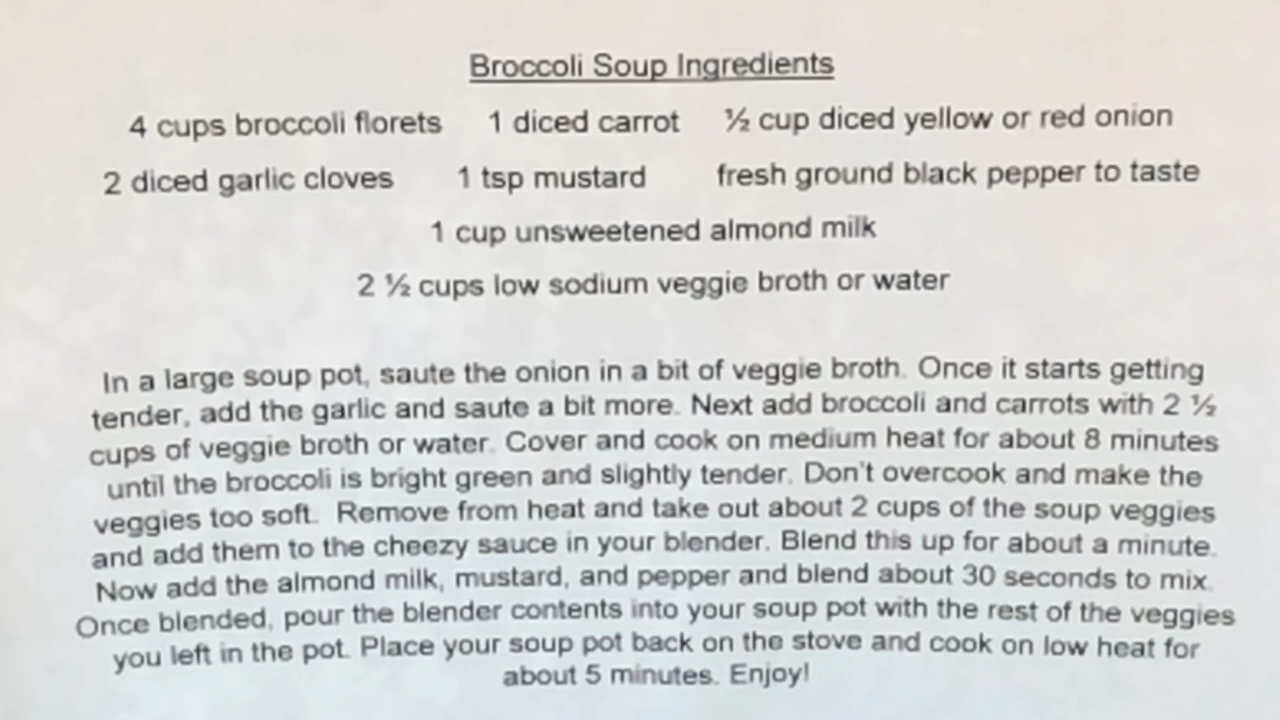 Broccoli Soup Ingredients
4 cups broccoli florets 1 diced carrot ½ cup diced yellow or red onion
2 diced garlic cloves 1 tsp mustard fresh ground black pepper to taste
1 cup unsweetened almond milk
2 ½ cups low sodium veggie broth or water
In a large soup pot, saute the onion in a bit of veggie broth. Once it starts getting
tender, add the garlic and saute a bit more. Next add broccoli and carrots with 2 ½
cups of veggie broth or water. Cover and cook on medium heat for about 8 minutes
until the broccoli is bright green and slightly tender. Don't overcook and make the
veggies too soft. Remove from heat and take out about 2 cups of the soup veggies
and add them to the cheezy sauce in your blender. Blend this up for about a minute.
Now add the almond milk, mustard, and pepper and blend about 30 seconds to mix.
Once blended, pour the blender contents into your soup pot with the rest of the veggies
you left in the pot. Place your soup pot back on the stove and cook on low heat for
about 5 minutes. Enjoy!